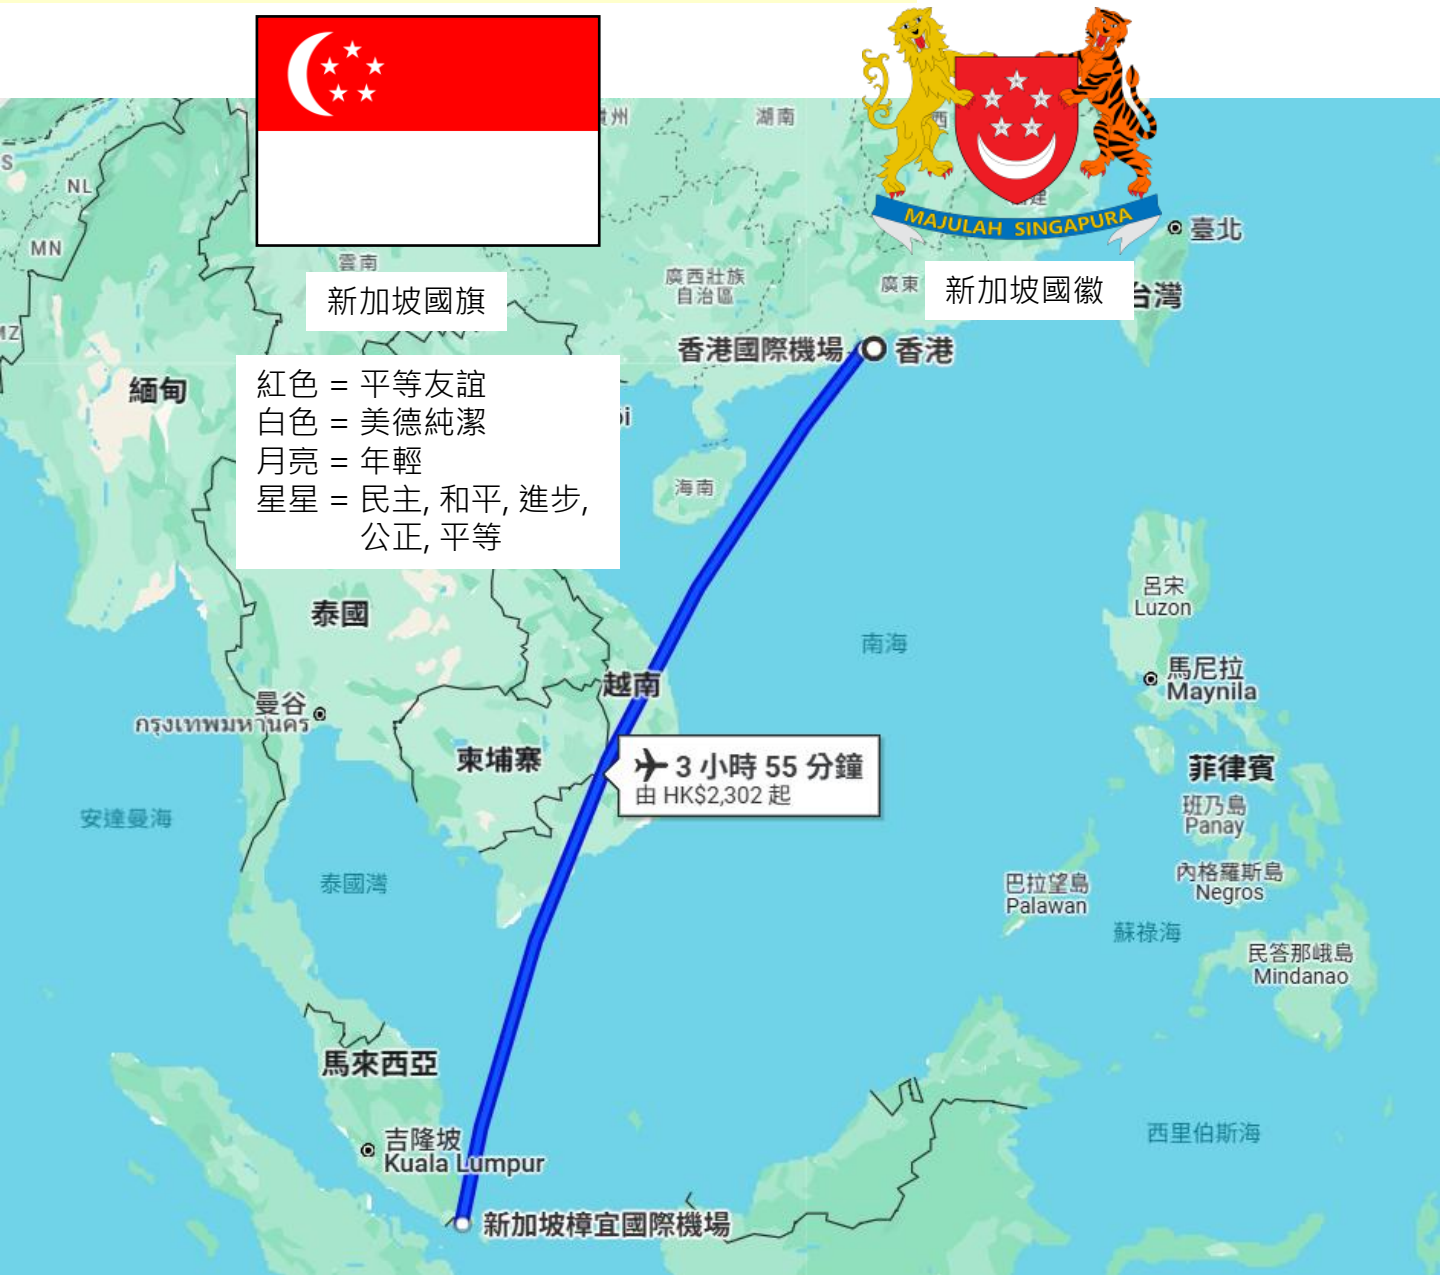 MAJULAH SINGAPURA
湖南
NL
MN
臺北
雲南
廣西壯族
自治區
廣東
新加坡國旗
新加坡國徽
台灣
香港國際機場
香港
緬甸
紅色 = 平等友誼
白色 = 美德純潔
月亮 = 年輕
星星 = 民主, 和平, 進步,
公正, 平等
海南
泰國
呂宋
Luzon
南海
越南
馬尼拉
Maynila
曼谷
กรุงเทพมหานคร
柬埔寨
3 小時 55 分鐘
由 HK$2,302 起
菲律賓
班乃島
Panay
安達曼海
泰國灣
巴拉望島
Palawan
內格羅斯島
Negros
蘇祿海
民答那峨島
Mindanao
馬來西亞
吉隆坡
Kuala Lumpur
西里伯斯海
新加坡樟宜國際機場